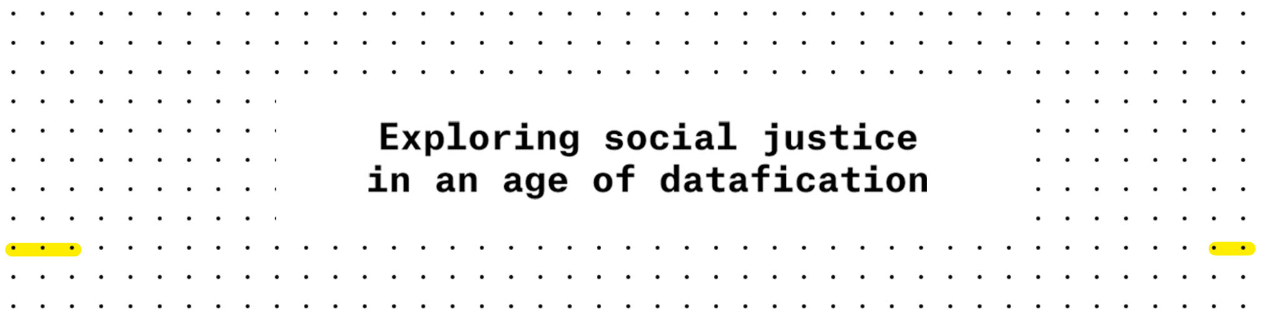 Exploring social justice
in an age of datafication